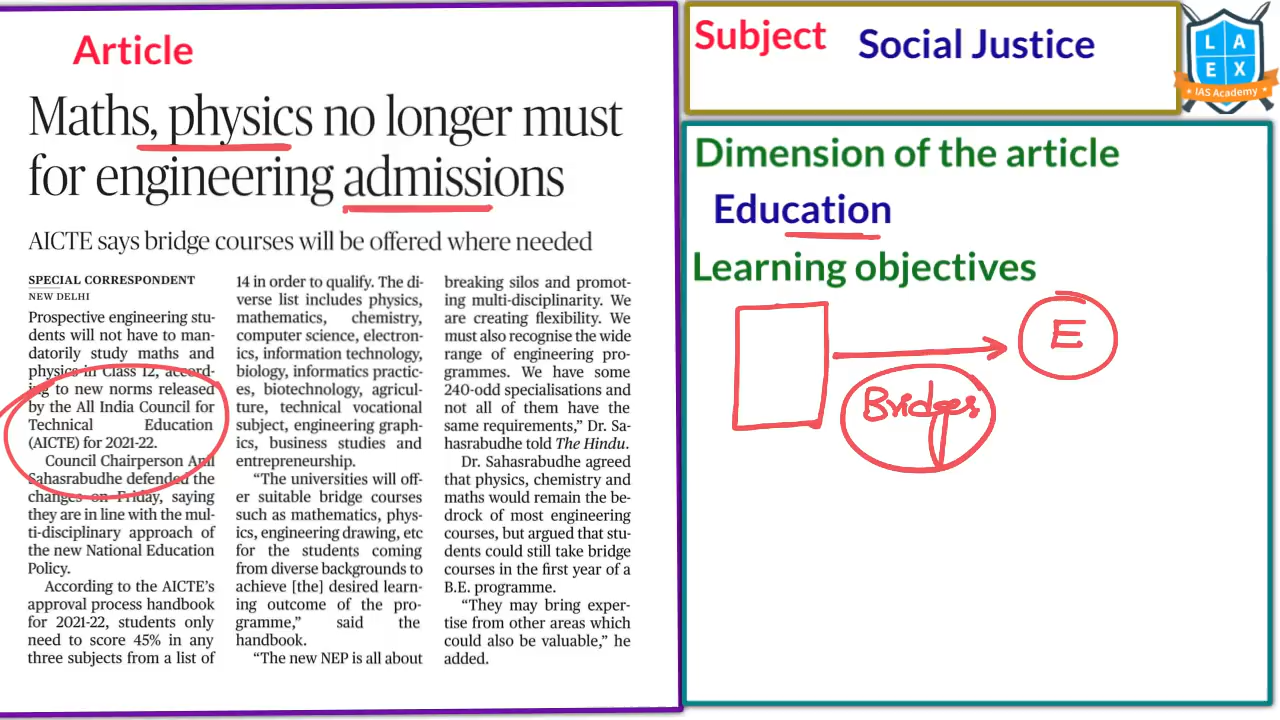 Article
Maths, physics no longer must
for engineering admissions
AICTE says bridge courses will be offered where needed
SPECIAL CORRESPONDENT
NEW DELHI
Prospective engineering stu-
dents will not have to man-
datorily study maths and
physics in Class 12, accord-
ing to new norms released
by the All India Council for
Technical Education
(AICTE) for 2021-22.
Council Chairperson Anil
Sahasrabudhe defended the
changes on Friday, saying
they are in line with the mul-
ti-disciplinary approach of
the new National Education
Policy.
According to the AICTE's
approval process handbook
for 2021-22, students only
need to score 45% in any
three subjects from a list of
14 in order to qualify. The di-
verse list includes physics,
mathematics, chemistry,
computer science, electron-
ics, information technology,
biology, informatics practic-
es, biotechnology, agricul-
ture, technical vocational
subject, engineering graph-
ics, business studies and
entrepreneurship.
"The universities will off-
er suitable bridge courses
such as mathematics, phys-
ics, engineering drawing, etc
for the students coming
from diverse backgrounds to
achieve [the] desired learn-
ing outcome of the pro-
gramme," said the
handbook.
"The new NEP is all about
breaking silos and promot-
ing multi-disciplinarity. We
are creating flexibility. We
must also recognise the wide
range of engineering pro-
grammes. We have some
240-odd specialisations and
not all of them have the
same requirements," Dr. Sa-
hasrabudhe told The Hindu.
Dr. Sahasrabudhe agreed
that physics, chemistry and
maths would remain the be-
drock of most engineering
courses, but argued that stu-
dents could still take bridge
courses in the first year of a
B.E. programme.
"They may bring exper-
tise from other areas which
could also be valuable," he
added.
Subject
Social Justice
L A
E X
IAS Academy
Dimension of the article
Education
Learning objectives
E
Bridges